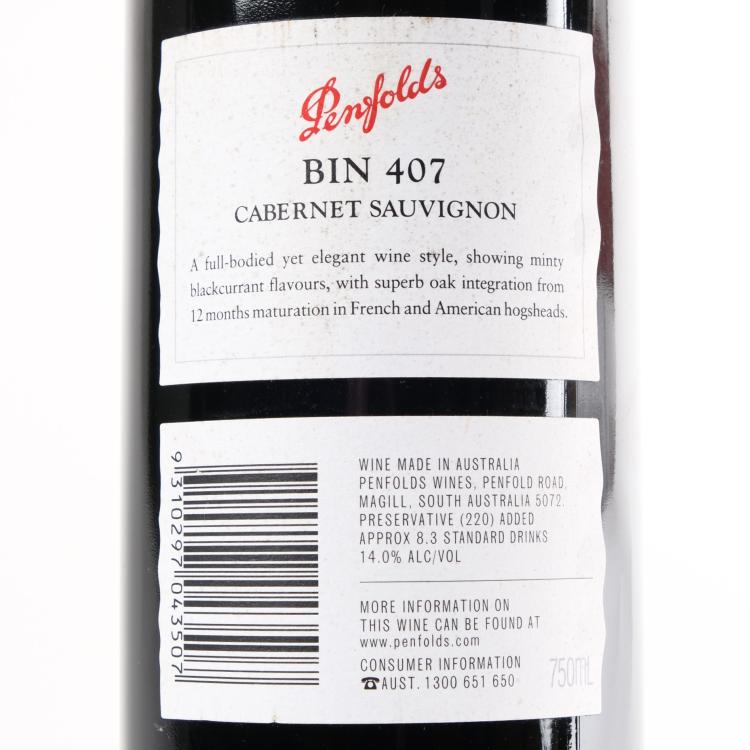 Penfolds
BIN 407
CABERNET SAUVIGNON
A full-bodied yet elegant wine style, showing minty
blackcurrant flavours, with superb oak integration from
12 months maturation in French and American hogsheads.
WINE MADE IN AUSTRALIA
PENFOLDS WINES, PENFOLD ROAD,
MAGILL, SOUTH AUSTRALIA 5072.
PRESERVATIVE (220) ADDED
APPROX 8.3 STANDARD DRINKS
14.0% ALC/VOL
MORE INFORMATION ON
THIS WINE CAN BE FOUND AT
www.penfolds.com
CONSUMER INFORMATION
☎AUST. 1300 651 650
750mL
9310297043507